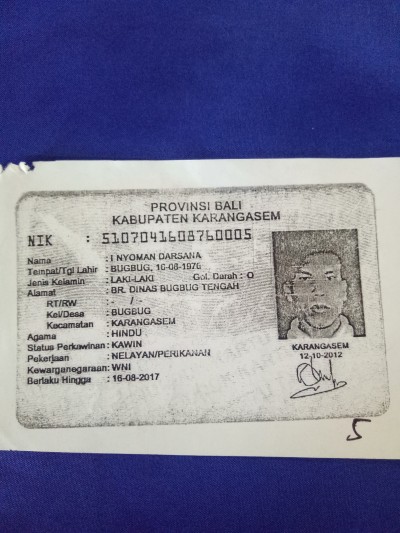 PROVINSI BALI
KABUPATEN KARANGASEM
NIK : 5107041608760005
Nama : I NYOMAN DARSANA
Tempat/Tgl Lahir : BUGBUG, 16-08-1976
Jenis Kelamin : LAKI-LAKI Gol. Darah : O
Alamat : BR. DINAS BUGBUG TENGAH
RT/RW : - / -
Kel/Desa : BUGBUG
Kecamatan : KARANGASEM
Agama : HINDU
Status Perkawinan : KAWIN
Pekerjaan : NELAYAN/PERIKANAN
Kewarganegaraan : WNI
Berlaku Hingga : 16-08-2017
KARANGASEM
12-10-2012
5